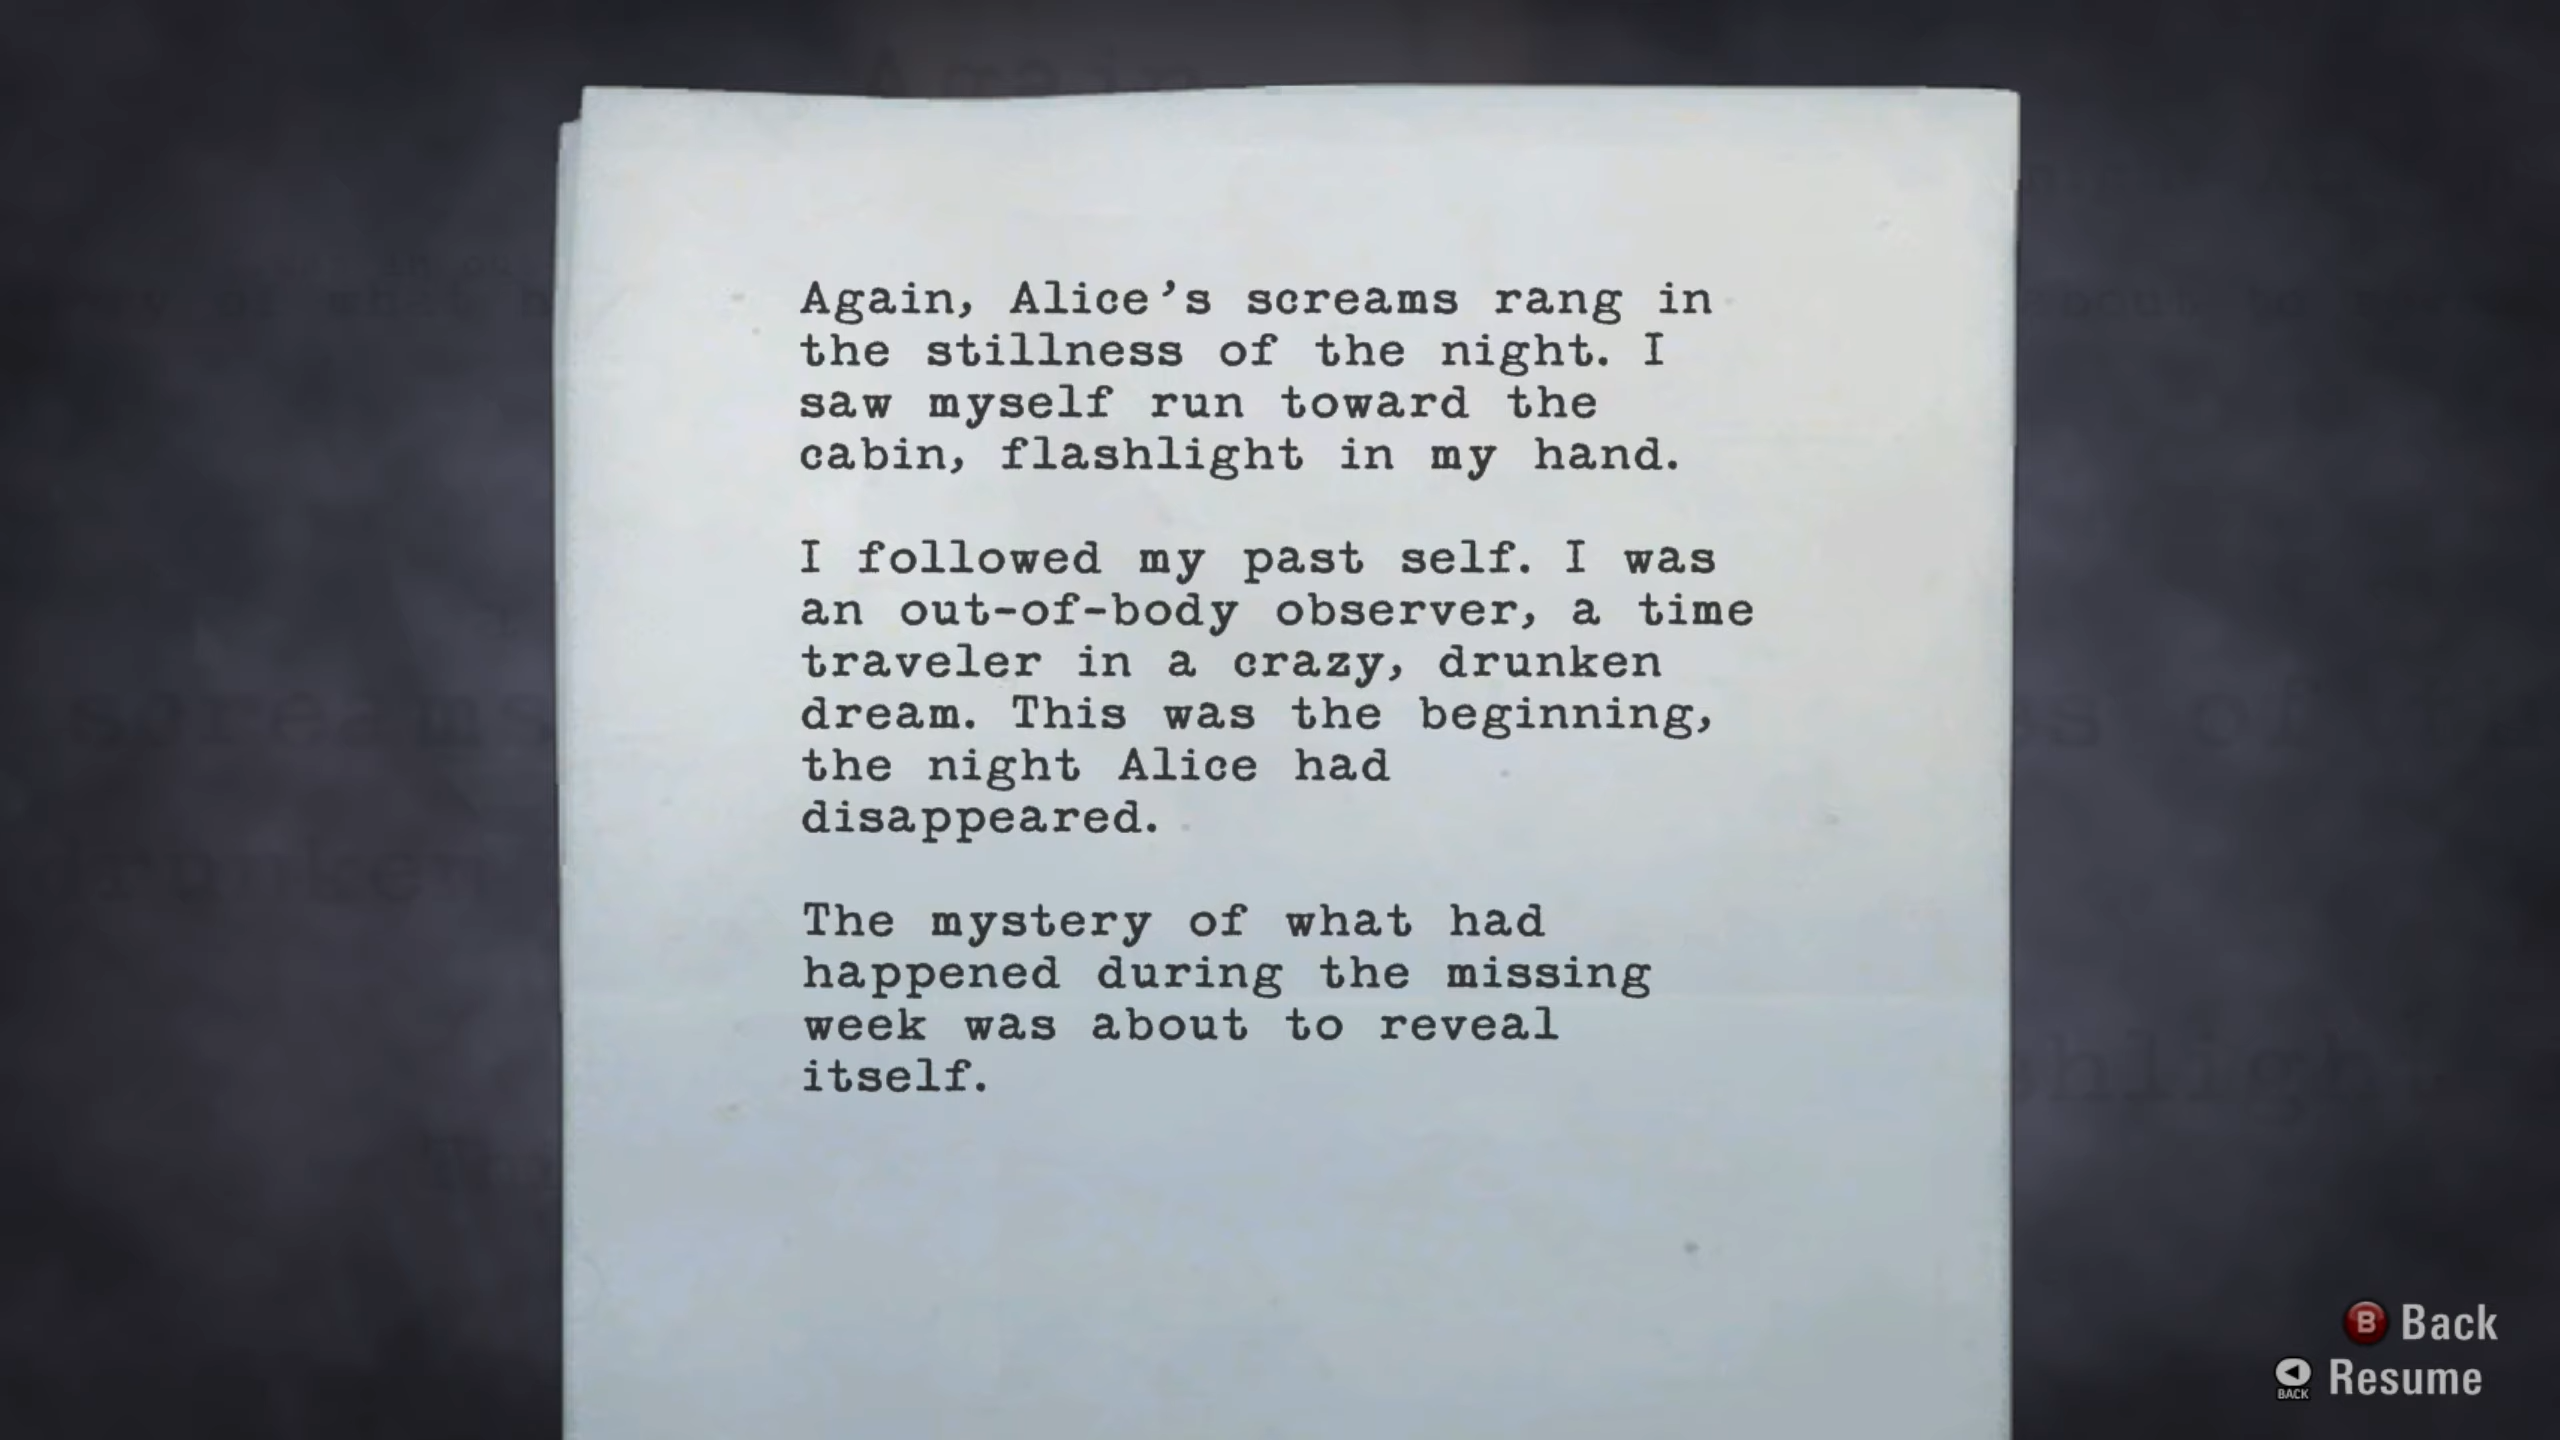 Again, Alice’s screams rang in
the stillness of the night. I
saw myself run toward the
cabin, flashlight in my hand.
I followed my past self. I was
an out-of-body observer, a time
traveler in a crazy, drunken
dream. This was the beginning,
the night Alice had
disappeared.
The mystery of what had
happened during the missing
week was about to reveal
itself.
screams
of
drunken
B Back
BACK Resume